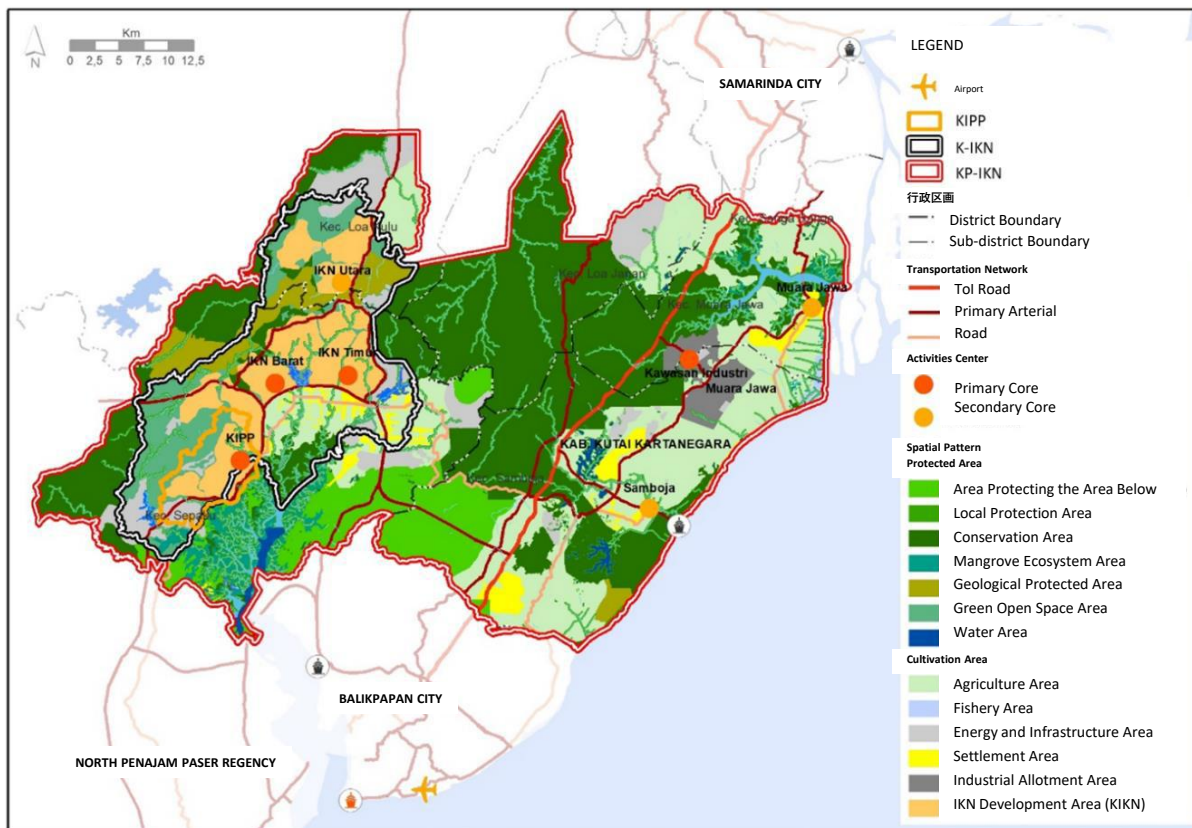 Km
0 2,5 5 7,5 10 12,5
N
SAMARINDA CITY
Kec. Loa Kulu
IKN Utara
Kec. Loa Janan
Muara Jawa
IKN Barat
IKN Timur
Kawasan Industri
Muara Jawa
KIPP
KAB. KUTAI KARTANEGARA
Samboja
BALIKPAPAN CITY
NORTH PENAJAM PASER REGENCY
LEGEND
Airport
KIPP
K-IKN
KP-IKN
行政区画
District Boundary
Sub-district Boundary
Transportation Network
Tol Road
Primary Arterial
Road
Activities Center
Primary Core
Secondary Core
Spatial Pattern
Protected Area
Area Protecting the Area Below
Local Protection Area
Conservation Area
Mangrove Ecosystem Area
Geological Protected Area
Green Open Space Area
Water Area
Cultivation Area
Agriculture Area
Fishery Area
Energy and Infrastructure Area
Settlement Area
Industrial Allotment Area
IKN Development Area (KIKN)